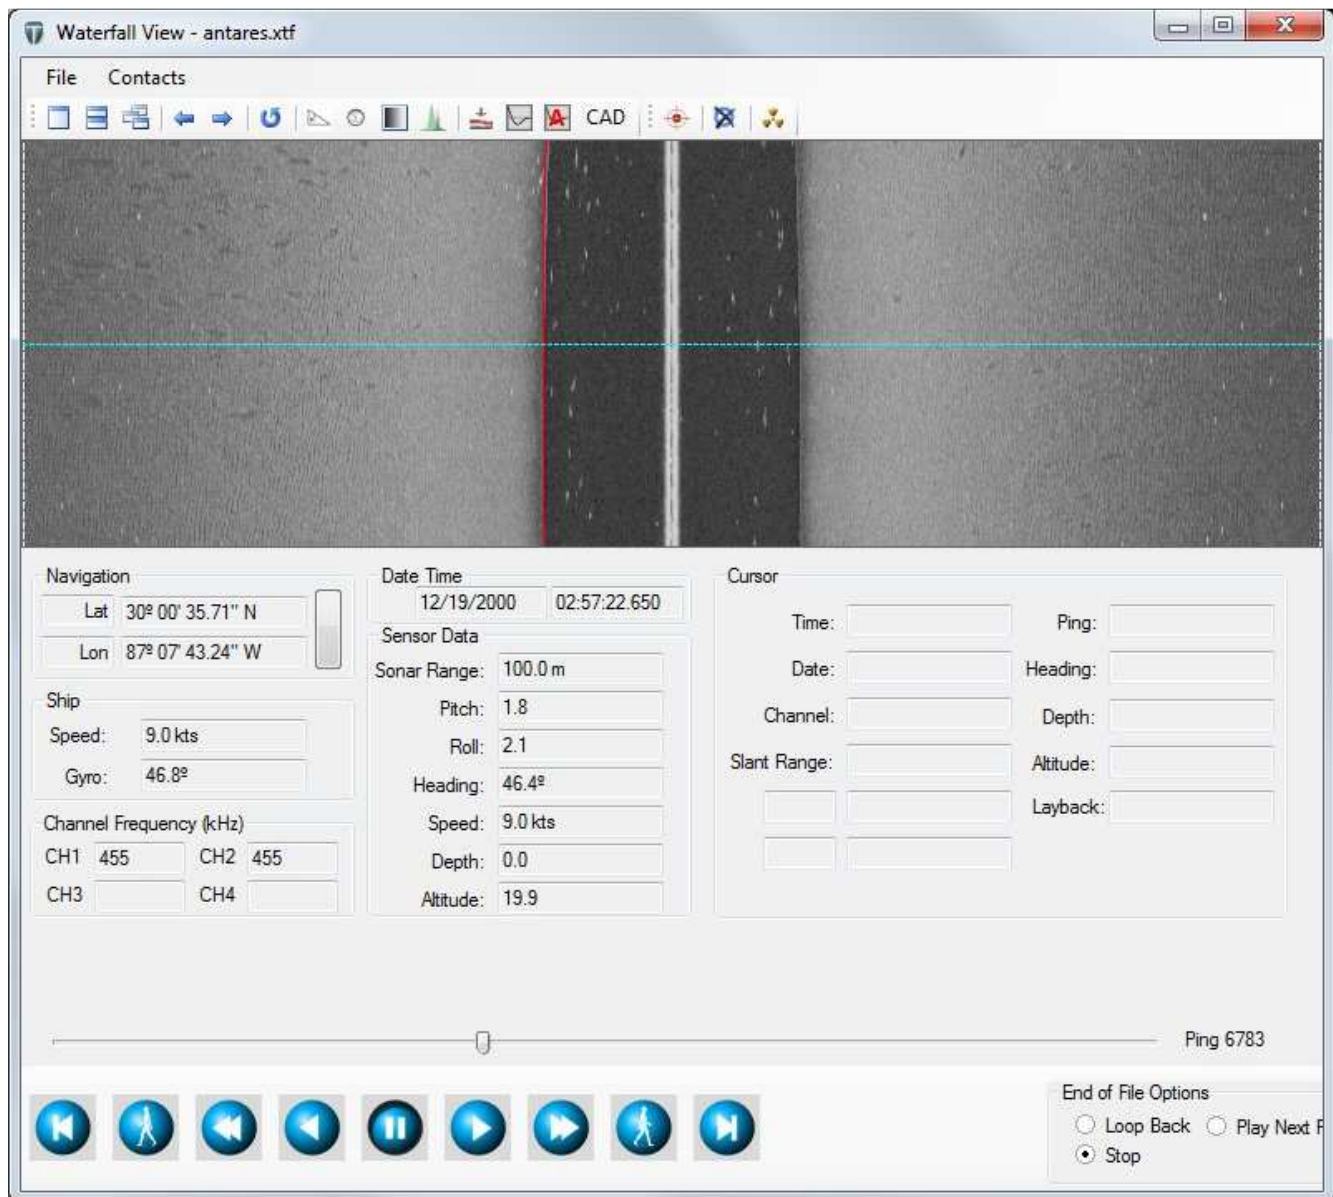 Waterfall View - antares.xtf
File Contacts
CAD
Navigation
Lat 30º 00' 35.71" N
Lon 87º 07' 43.24" W
Ship
Speed: 9.0 kts
Gyro: 46.8º
Channel Frequency (kHz)
CH1 455 CH2 455
CH3 CH4
Date Time
12/19/2000 02:57:22.650
Sensor Data
Sonar Range: 100.0 m
Pitch: 1.8
Roll: 2.1
Heading: 46.4º
Speed: 9.0 kts
Depth: 0.0
Altitude: 19.9
Cursor
Time: Ping:
Date: Heading:
Channel: Depth:
Slant Range: Altitude:
Layback:
Ping 6783
End of File Options
Loop Back Play Next F
Stop